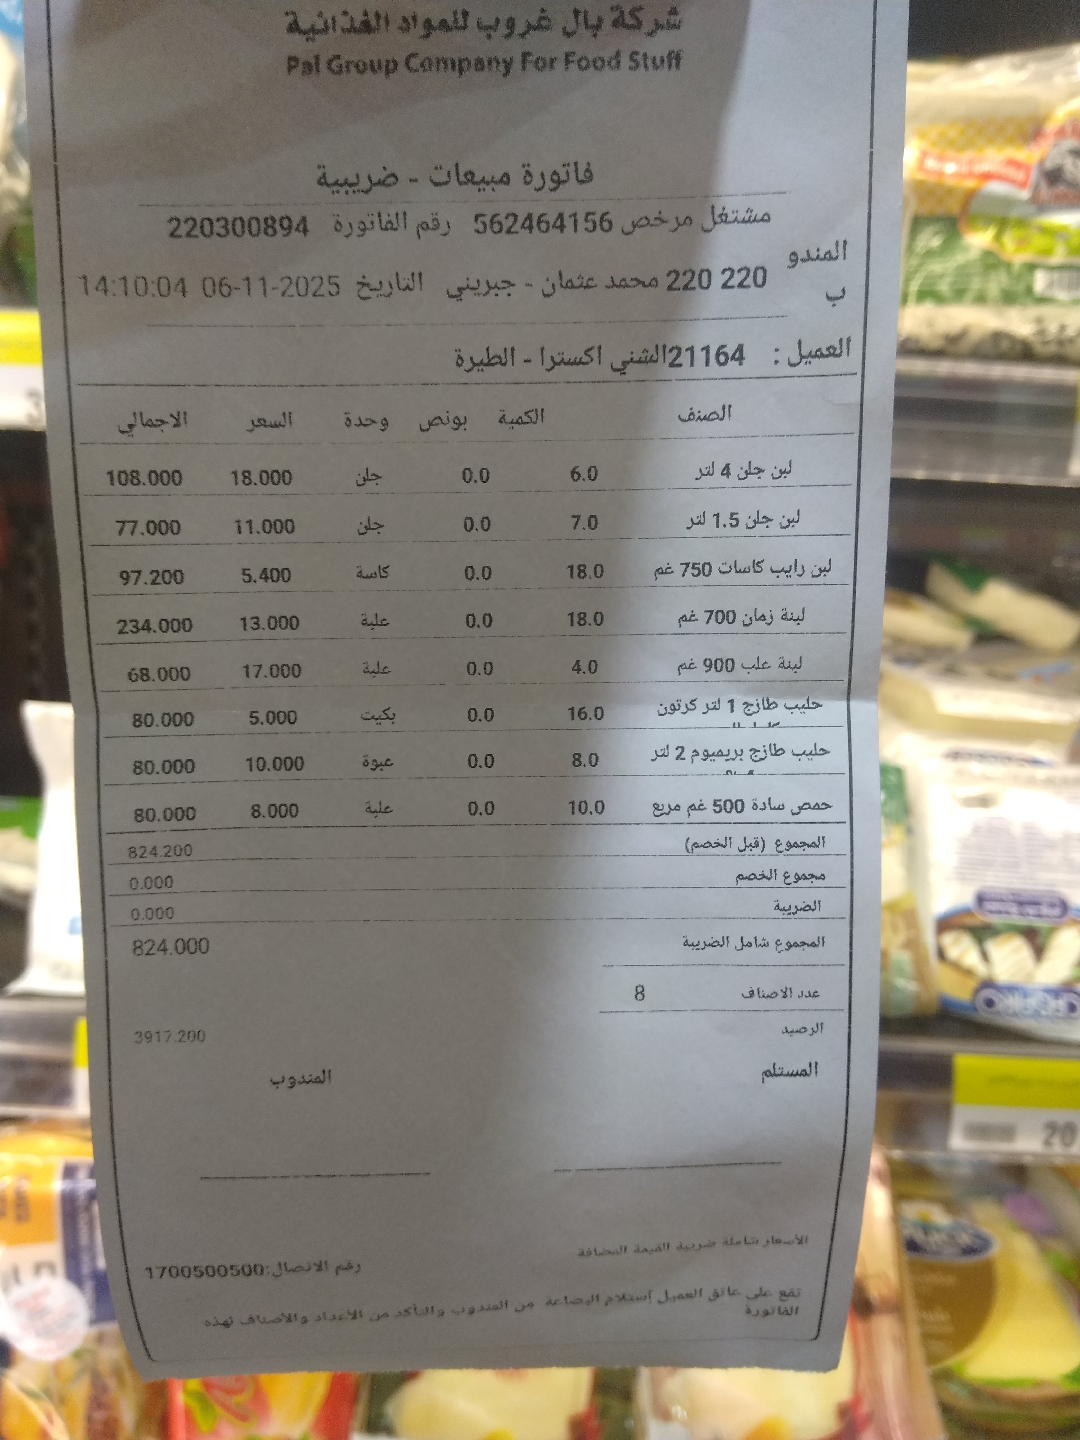 شركة بال غروب للمواد الغذائية
Pal Group Company For Food Stuff
فاتورة مبيعات - ضريبية
مشتغل مرخص 562464156 رقم الفاتورة 220300894
المندوب 220 220 محمد عثمان - جبريني التاريخ 06-11-2025 14:10:04
العميل : 21164الشني اكسترا - الطيرة
الصنف الكمية بونص وحدة السعر الاجمالي
لبن جلن 4 لتر 6.0 0.0 جلن 18.000 108.000
لبن جلن 1.5 لتر 7.0 0.0 جلن 11.000 77.000
لبن رايب كاسات 750 غم 18.0 0.0 كاسة 5.400 97.200
لبنة زمان 700 غم 18.0 0.0 علبة 13.000 234.000
لبنة علب 900 غم 4.0 0.0 علبة 17.000 68.000
حليب طازج 1 لتر كرتون 16.0 0.0 بكيت 5.000 80.000
حليب طازج بريميوم 2 لتر 8.0 0.0 عبوة 10.000 80.000
حمص سادة 500 غم مربع 10.0 0.0 علبة 8.000 80.000
المجموع (قبل الخصم) 824.200
مجموع الخصم 0.000
الضريبة 0.000
المجموع شامل الضريبة 824.000
عدد الاصناف 8
الرصيد 3917.200
المستلم المندوب
الأسعار شاملة ضريبة القيمة المضافة
رقم الاتصال:1700500500
تقع على عاتق العميل إستلام البضاعة من المندوب والتأكد من الأعداد والأصناف لهذه
الفاتورة
20